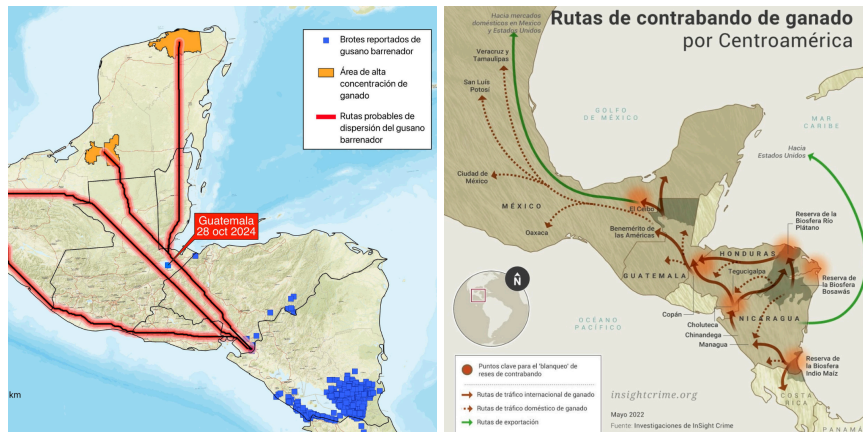 Brotes reportados de
gusano barrenador
Área de alta
concentración de
ganado
Rutas probables de
dispersión del gusano
barrenador
Guatemala
28 oct 2024
km
Rutas de contrabando de ganado
por Centroamérica
Hacia mercados
domésticos en México
y Estados Unidos
Veracruz y
Tamaulipas
San Luís
Potosí
GOLFO
DE MÉXICO
MAR
CARIBE
Hacia
Estados Unidos
Ciudad de
México
MÉXICO
El Ceibo
Oaxaca
Benemérito de
las Américas
Reserva de la
Biosfera Río
Plátano
HONDURAS
Tegucigalpa
GUATEMALA
Reserva de
la Biosfera
Bosawás
N
NICARAGUA
OCÉANO
PACÍFICO
Copán
Choluteca
Chinandega
Managua
Reserva de
la Biosfera
Indio Maíz
COSTA
RICA
PANAMÁ
Puntos clave para el 'blanqueo' de
reses de contrabando
Rutas de tráfico internacional de ganado
Rutas de tráfico doméstico de ganado
Rutas de exportación
insightcrime.org
Mayo 2022
Fuente: Investigaciones de InSight Crime